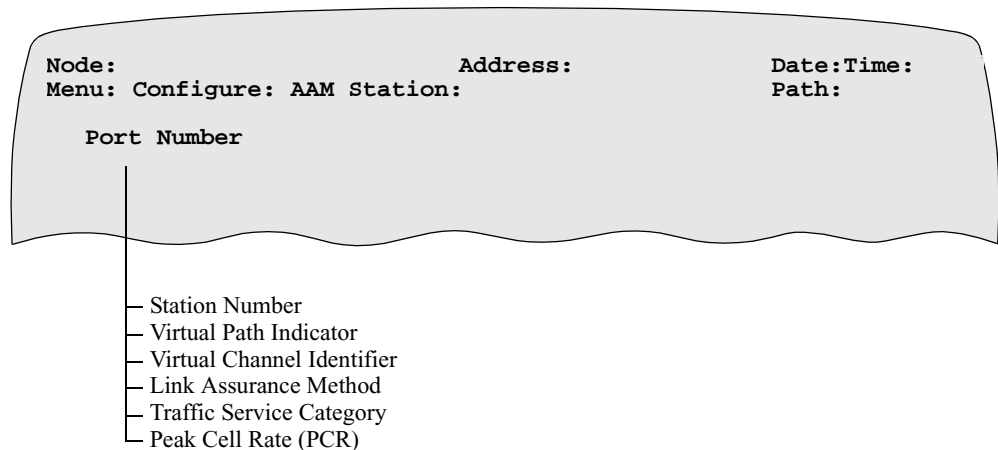 Node: Address: Date:Time:
Menu: Configure: AAM Station: Path:
Port Number
Station Number
Virtual Path Indicator
Virtual Channel Identifier
Link Assurance Method
Traffic Service Category
Peak Cell Rate (PCR)